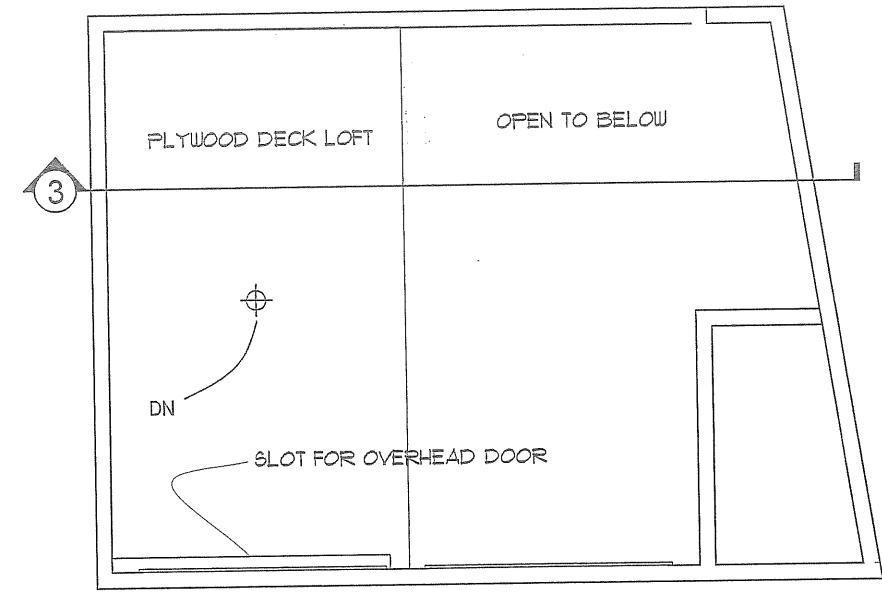 PLYWOOD DECK LOFT
OPEN TO BELOW
3
DN
SLOT FOR OVERHEAD DOOR